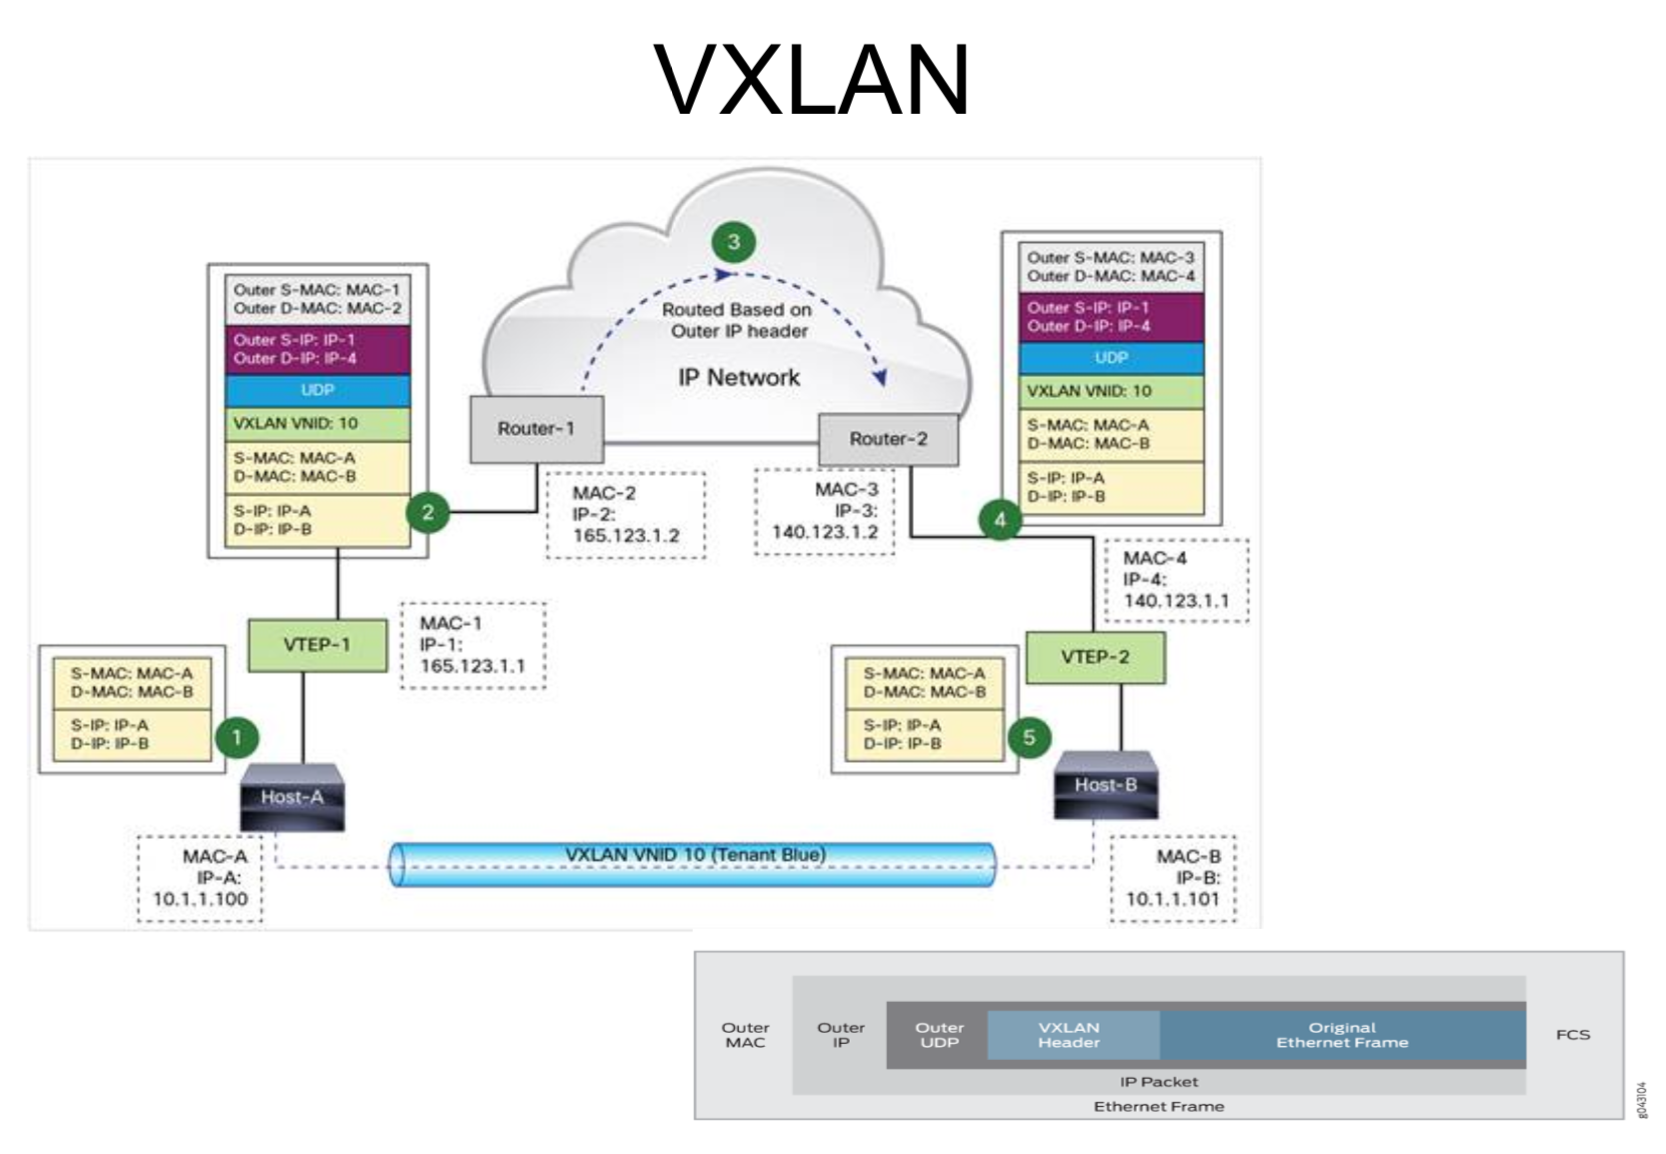 VXLAN
3
Routed Based on
Outer IP header
IP Network
Outer S-MAC: MAC-1
Outer D-MAC: MAC-2
Outer S-IP: IP-1
Outer D-IP: IP-4
UDP
VXLAN VNID: 10
S-MAC: MAC-A
D-MAC: MAC-B
S-IP: IP-A
D-IP: IP-B
2
Router-1
Router-2
MAC-2
IP-2:
165.123.1.2
MAC-3
IP-3:
140.123.1.2
Outer S-MAC: MAC-3
Outer D-MAC: MAC-4
Outer S-IP: IP-1
Outer D-IP: IP-4
UDP
VXLAN VNID: 10
S-MAC: MAC-A
D-MAC: MAC-B
S-IP: IP-A
D-IP: IP-B
4
MAC-4
IP-4:
140.123.1.1
VTEP-1
MAC-1
IP-1:
165.123.1.1
VTEP-2
S-MAC: MAC-A
D-MAC: MAC-B
S-IP: IP-A
D-IP: IP-B
1
S-MAC: MAC-A
D-MAC: MAC-B
S-IP: IP-A
D-IP: IP-B
5
Host-A
Host-B
MAC-A
IP-A:
10.1.1.100
VXLAN VNID 10 (Tenant Blue)
MAC-B
IP-B:
10.1.1.101
Outer
MAC
Outer
IP
Outer
UDP
VXLAN
Header
Original
Ethernet Frame
FCS
IP Packet
Ethernet Frame
g043104